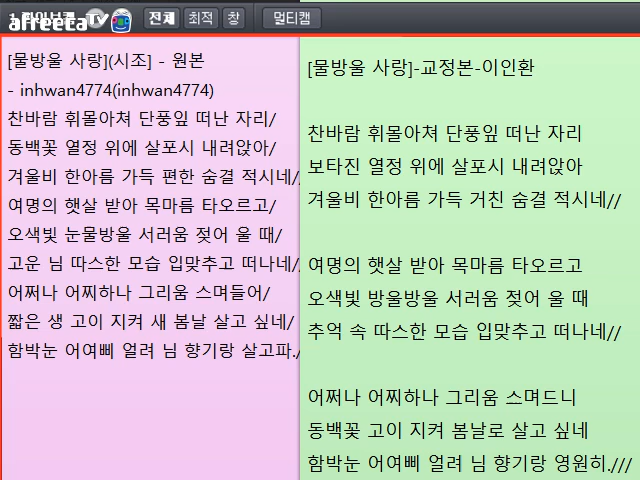 afreecaTV
전체
최적
창
멀티캠
[물방울 사랑](시조] - 원본
- inhwan4774(inhwan4774)
찬바람 휘몰아쳐 단풍잎 떠난 자리/
동백꽃 열정 위에 살포시 내려앉아/
겨울비 한아름 가득 편한 숨결 적시네//
여명의 햇살 받아 목마름 타오르고/
오색빛 눈물방울 서러움 젖어 울 때/
고운 님 따스한 모습 입맞추고 떠나네//
어쩌나 어찌하나 그리움 스며들어/
짧은 생 고이 지켜 새 봄날 살고 싶네/
함박눈 어여삐 얼려 님 향기랑 살고파./
[물방울 사랑]-교정본-이인환
찬바람 휘몰아쳐 단풍잎 떠난 자리
보타진 열정 위에 살포시 내려앉아
겨울비 한아름 가득 거친 숨결 적시네//
여명의 햇살 받아 목마름 타오르고
오색빛 방울방울 서러움 젖어 울 때
추억 속 따스한 모습 입맞추고 떠나네//
어쩌나 어찌하나 그리움 스며드니
동백꽃 고이 지켜 봄날로 살고 싶네
함박눈 어여삐 얼려 님 향기랑 영원히.///